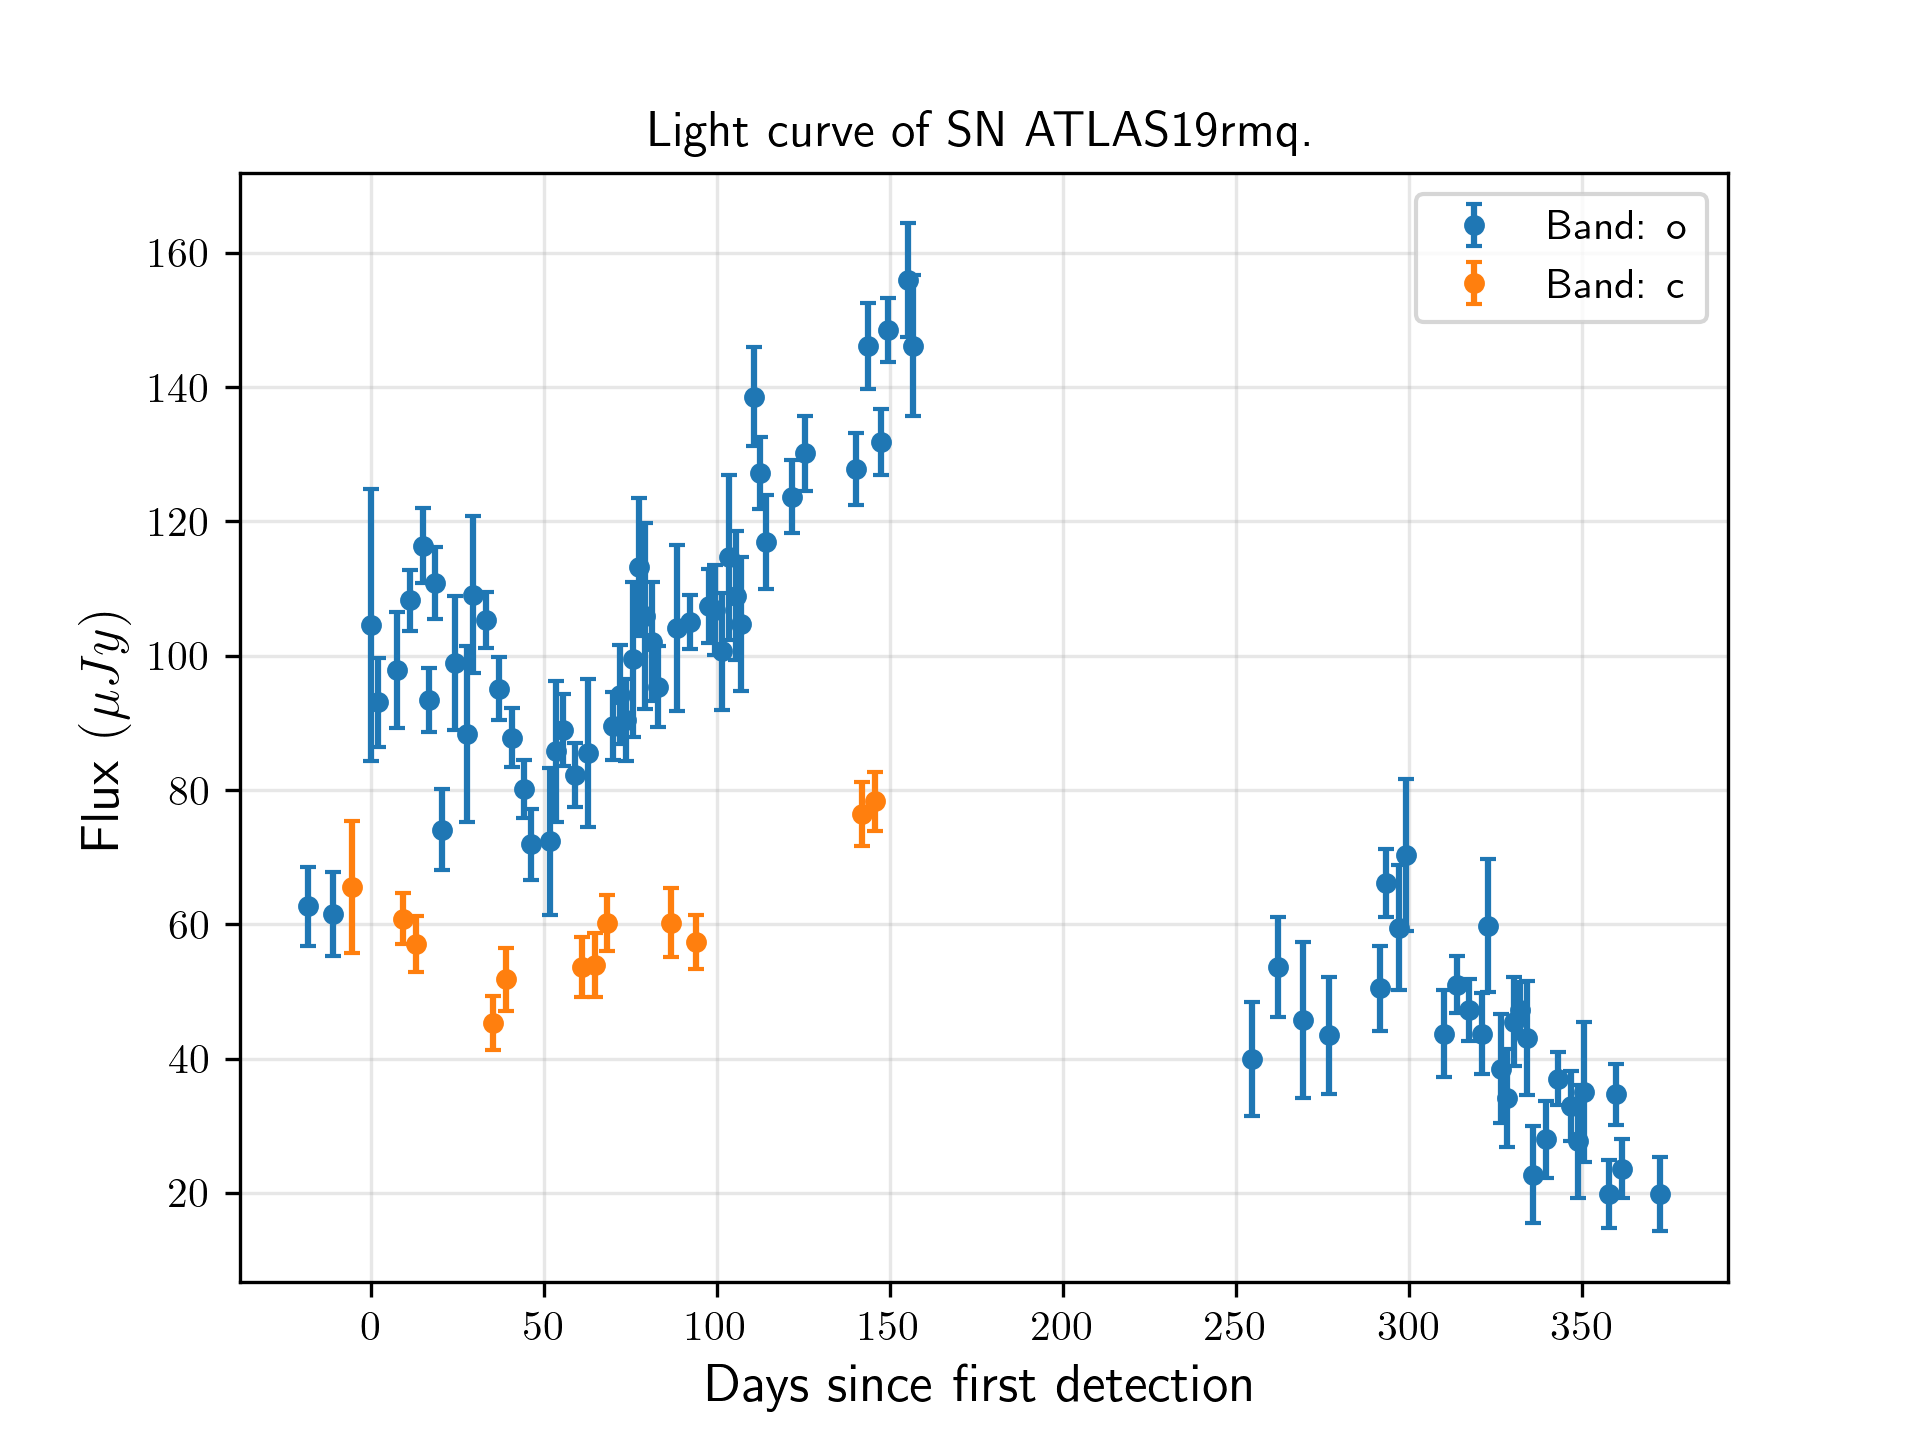 Light curve of SN ATLAS19rmq.
Band: o
Band: c
160
140
120
100
80
60
40
20
Flux (μJy)
0 50 100 150 200 250 300 350
Days since first detection